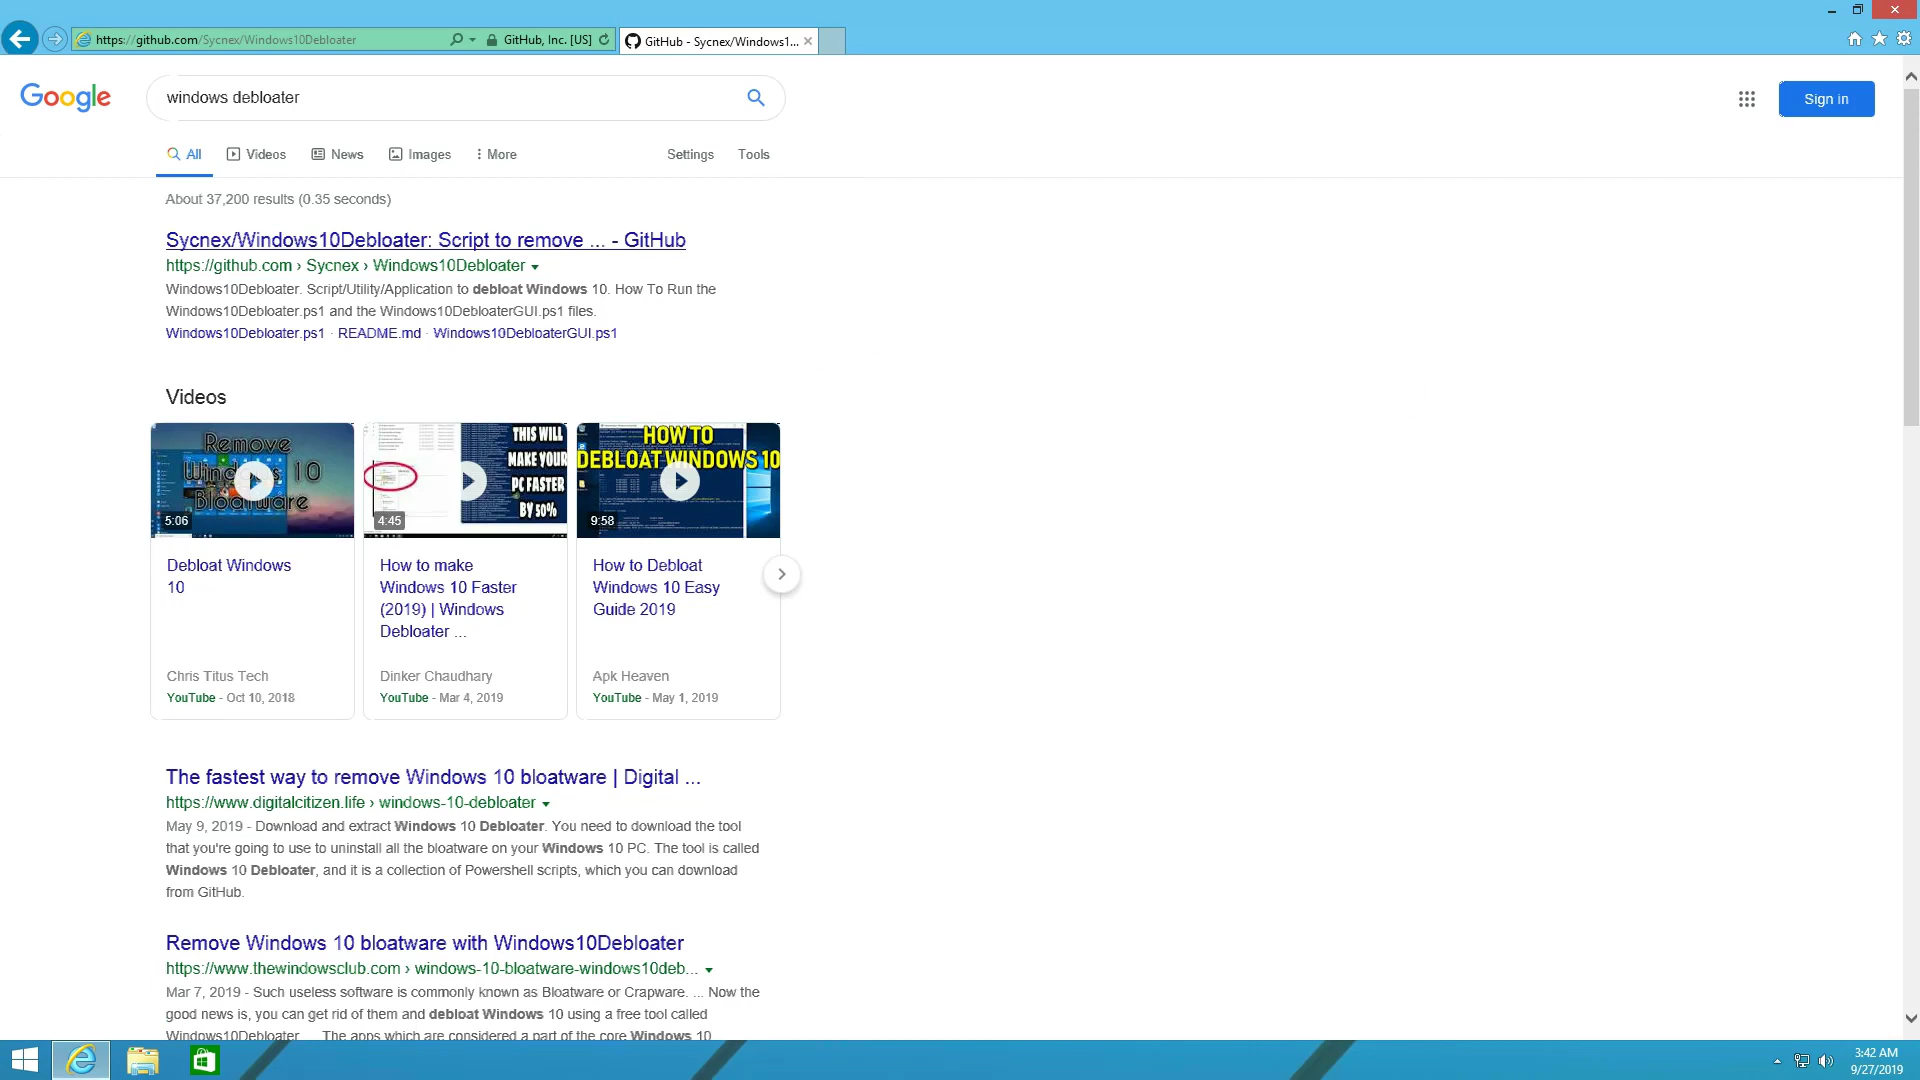 https://github.com/Sycnex/Windows10Debloater
GitHub, Inc. [US]
GitHub - Sycnex/Windows1...
Google
windows debloater
Sign in
All
Videos
News
Images
More
Settings
Tools
About 37,200 results (0.35 seconds)
Sycnex/Windows10Debloater: Script to remove ... - GitHub
https://github.com › Sycnex › Windows10Debloater
Windows10Debloater. Script/Utility/Application to debloat Windows 10. How To Run the
Windows10Debloater.ps1 and the Windows10DebloaterGUI.ps1 files.
Windows10Debloater.ps1 · README.md · Windows10DebloaterGUI.ps1
Videos
Remove
Windows 10
Bloatware
5:06
THIS WILL
MAKE YOUR
PC FASTER
BY 50%
4:45
HOW TO
DEBLOAT WINDOWS 10
9:58
Debloat Windows
10
Chris Titus Tech
YouTube - Oct 10, 2018
How to make
Windows 10 Faster
(2019) | Windows
Debloater ...
Dinker Chaudhary
YouTube - Mar 4, 2019
How to Debloat
Windows 10 Easy
Guide 2019
Apk Heaven
YouTube - May 1, 2019
The fastest way to remove Windows 10 bloatware | Digital ...
https://www.digitalcitizen.life › windows-10-debloater
May 9, 2019 - Download and extract Windows 10 Debloater. You need to download the tool
that you're going to use to uninstall all the bloatware on your Windows 10 PC. The tool is called
Windows 10 Debloater, and it is a collection of Powershell scripts, which you can download
from GitHub.
Remove Windows 10 bloatware with Windows10Debloater
https://www.thewindowsclub.com › windows-10-bloatware-windows10deb...
Mar 7, 2019 - Such useless software is commonly known as Bloatware or Crapware. ... Now the
good news is, you can get rid of them and debloat Windows 10 using a free tool called
Windows10Debloater. ... The apps which are considered a part of the core Windows 10
3:42 AM
9/27/2019